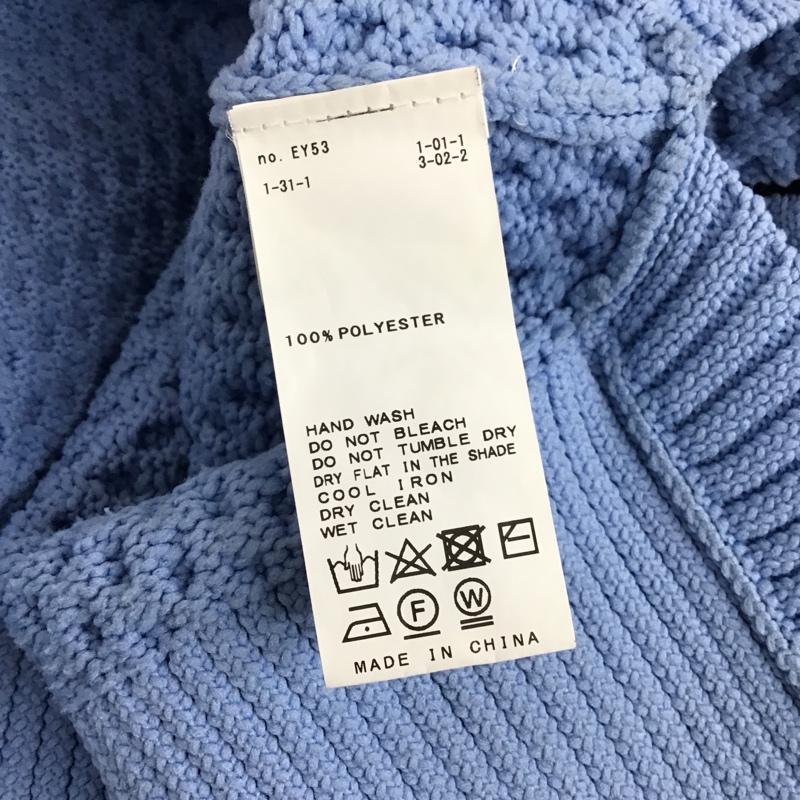 no. EY53
1-01-1
3-02-2
1-31-1
100% POLYESTER
HAND WASH
DO NOT BLEACH
DO NOT TUMBLE DRY
DRY FLAT IN THE SHADE
COOL IRON
DRY CLEAN
WET CLEAN
F W
MADE IN CHINA